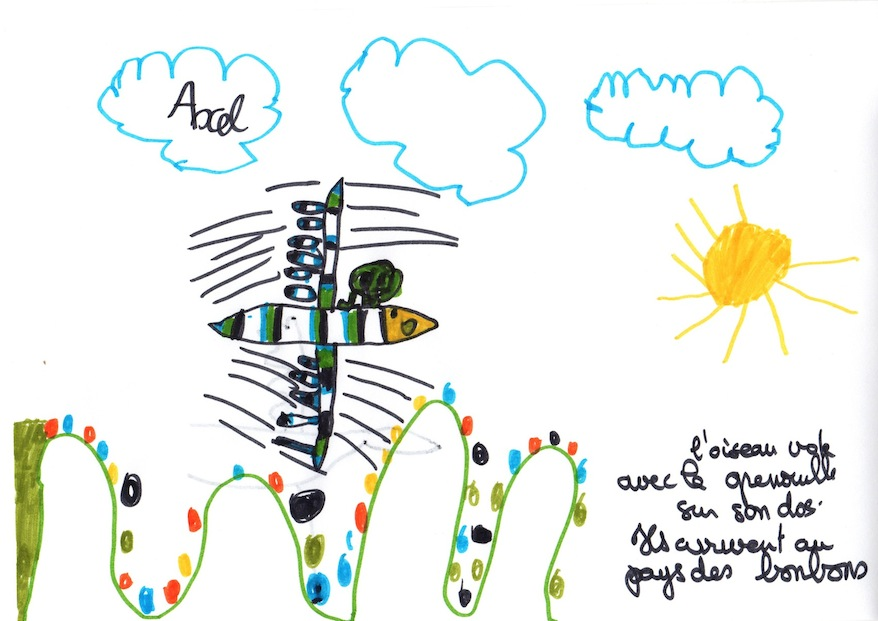 Axel
l'oiseau vole
avec la grenouille
sur son dos.
Ils arrivent au
pays des bonbons